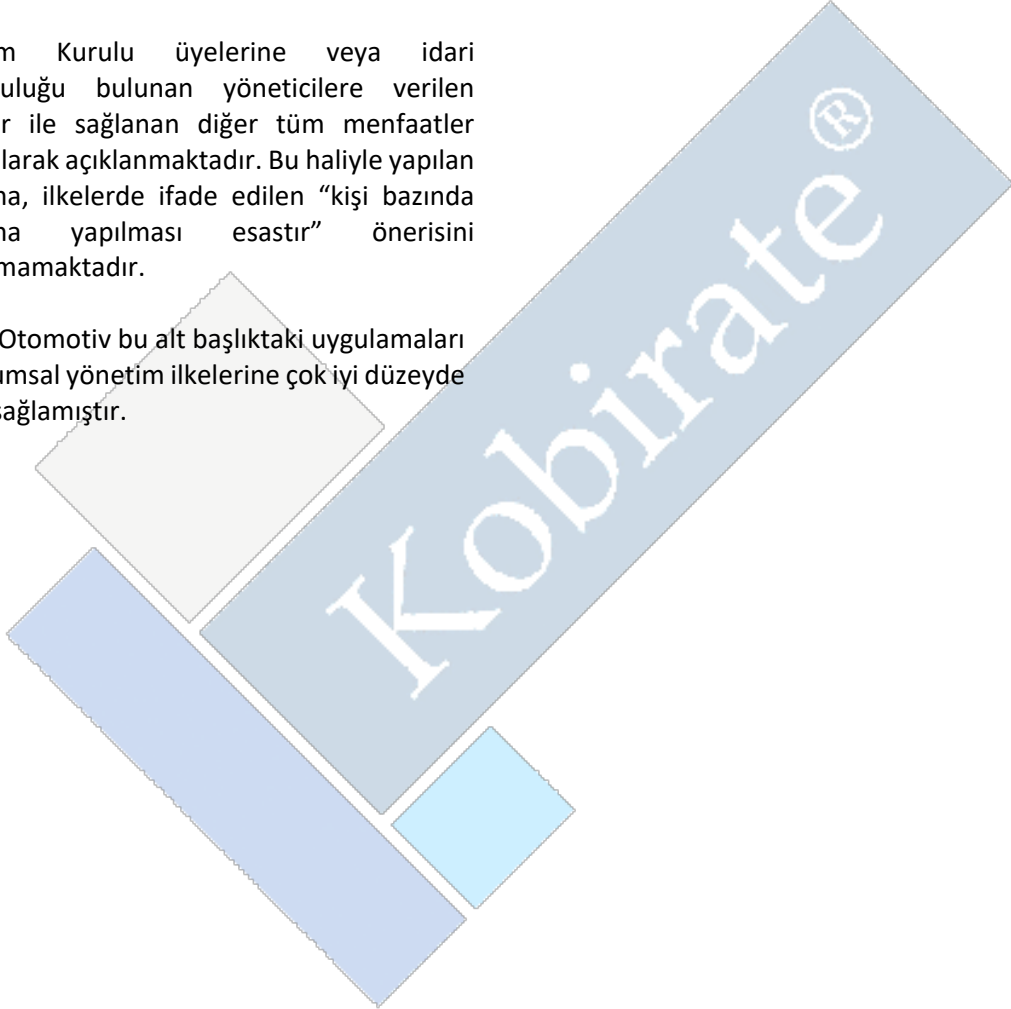 m Kurulu üyelerine veya idari
uluğu bulunan yöneticilere verilen
r ile sağlanan diğer tüm menfaatler
larak açıklanmaktadır. Bu haliyle yapılan
na, ilkelerde ifade edilen “kişi bazında
na yapılması esastır” önerisini
mamaktadır.
Otomotiv bu alt başlıktaki uygulamaları
umsal yönetim ilkelerine çok iyi düzeyde
sağlamıştır.
Kobirate ®